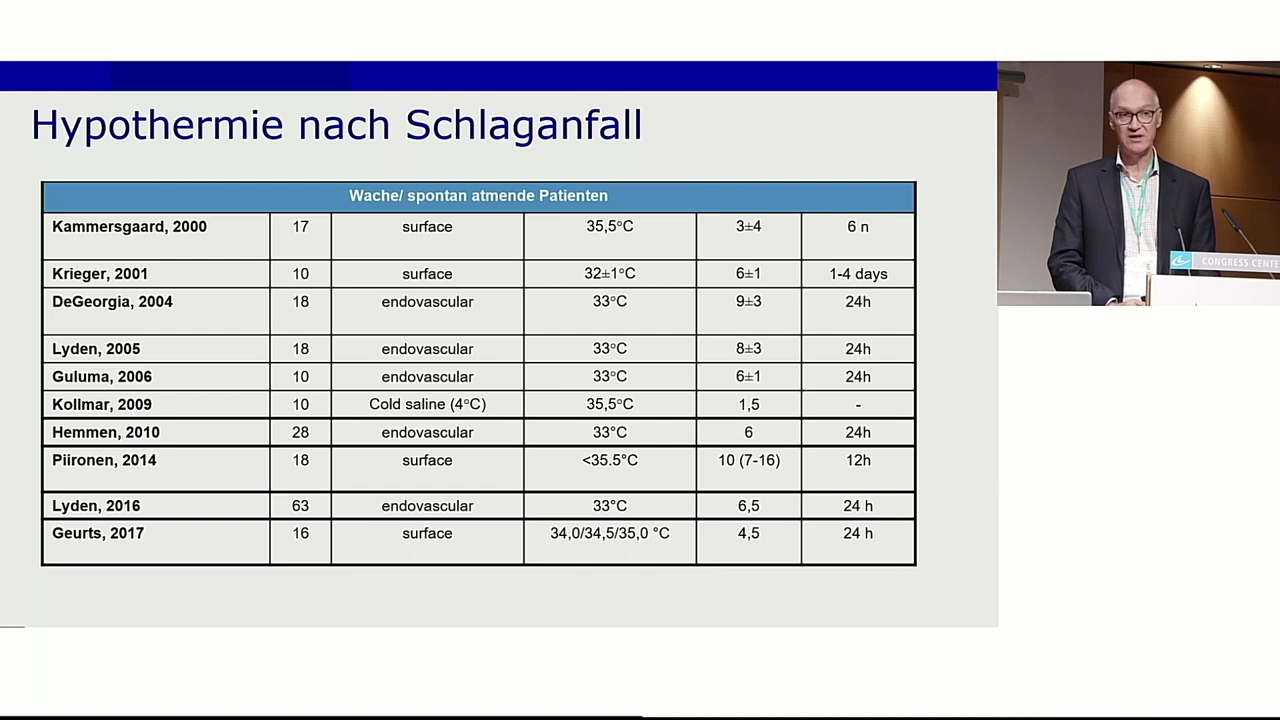 Hypothermie nach Schlaganfall
Wache/ spontan atmende Patienten
Kammersgaard, 2000 17 surface 35,5°C 3±4 6 n
Krieger, 2001 10 surface 32±1°C 6±1 1-4 days
DeGeorgia, 2004 18 endovascular 33°C 9±3 24h
Lyden, 2005 18 endovascular 33°C 8±3 24h
Guluma, 2006 10 endovascular 33°C 6±1 24h
Kollmar, 2009 10 Cold saline (4°C) 35,5°C 1,5 -
Hemmen, 2010 28 endovascular 33°C 6 24h
Piironen, 2014 18 surface <35.5°C 10 (7-16) 12h
Lyden, 2016 63 endovascular 33°C 6,5 24 h
Geurts, 2017 16 surface 34,0/34,5/35,0 °C 4,5 24 h
CONGRESS CENTE